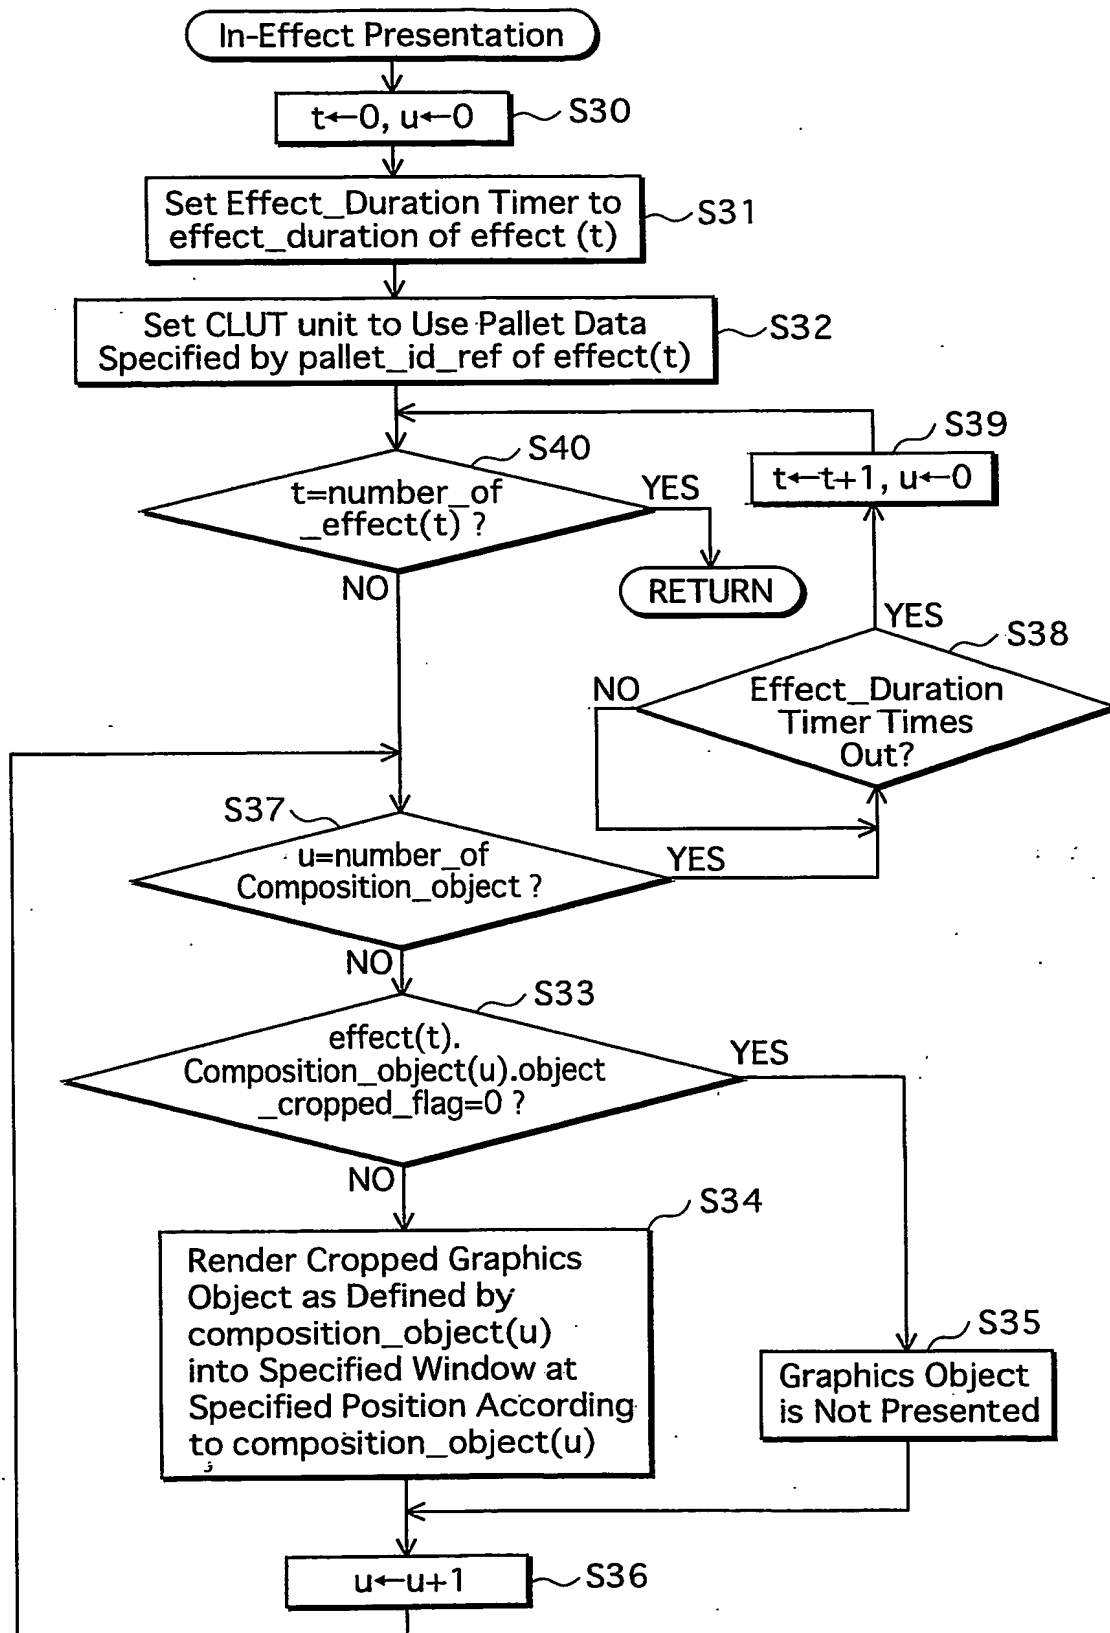 In-Effect Presentation
t←0, u←0
S30
Set Effect_Duration Timer to
effect_duration of effect (t)
S31
Set CLUT unit to Use Pallet Data
Specified by pallet_id_ref of effect(t)
S32
S39
t←t+1, u←0
S40
t=number_of
_effect(t) ?
YES
NO
RETURN
YES
S38
NO
Effect_Duration
Timer Times
Out?
S37
u=number_of
Composition_object ?
YES
NO
S33
effect(t).
Composition_object(u).object
_cropped_flag=0 ?
YES
NO
S34
Render Cropped Graphics
Object as Defined by
composition_object(u)
into Specified Window at
Specified Position According
to composition_object(u)
S35
Graphics Object
is Not Presented
u←u+1
S36